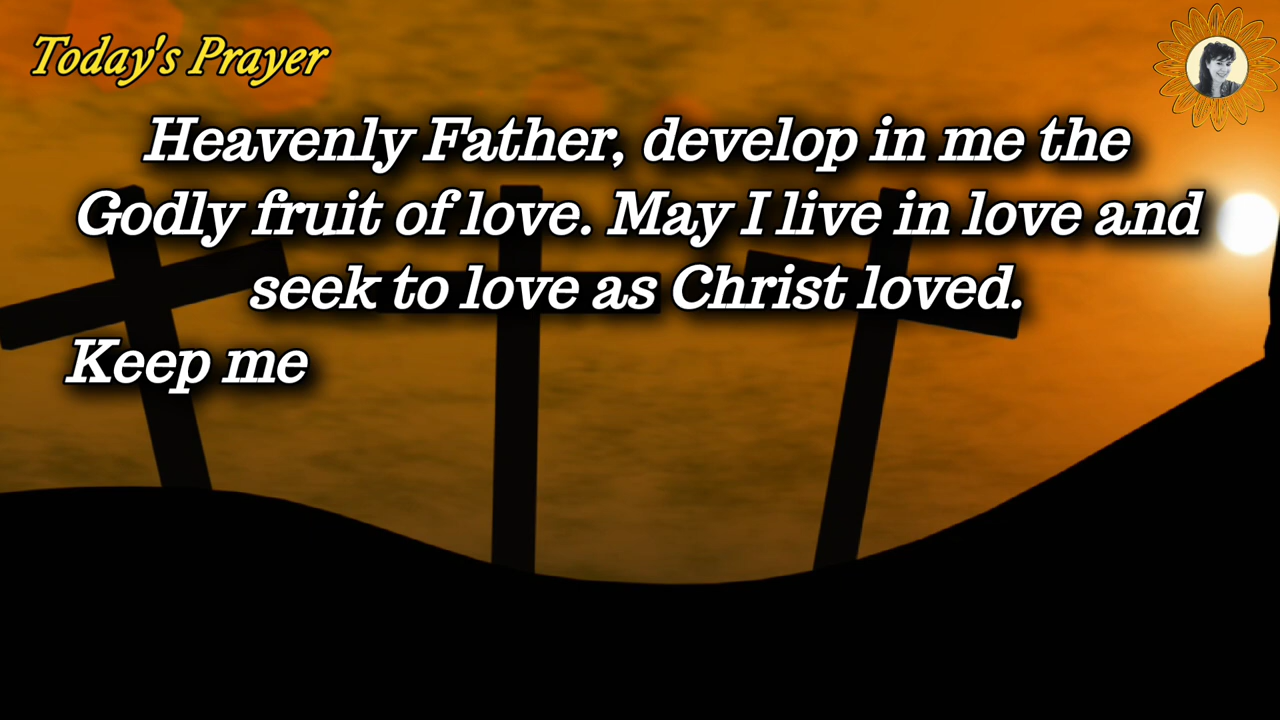 Today's Prayer
Heavenly Father, develop in me the
Godly fruit of love. May I live in love and
seek to love as Christ loved.
Keep me